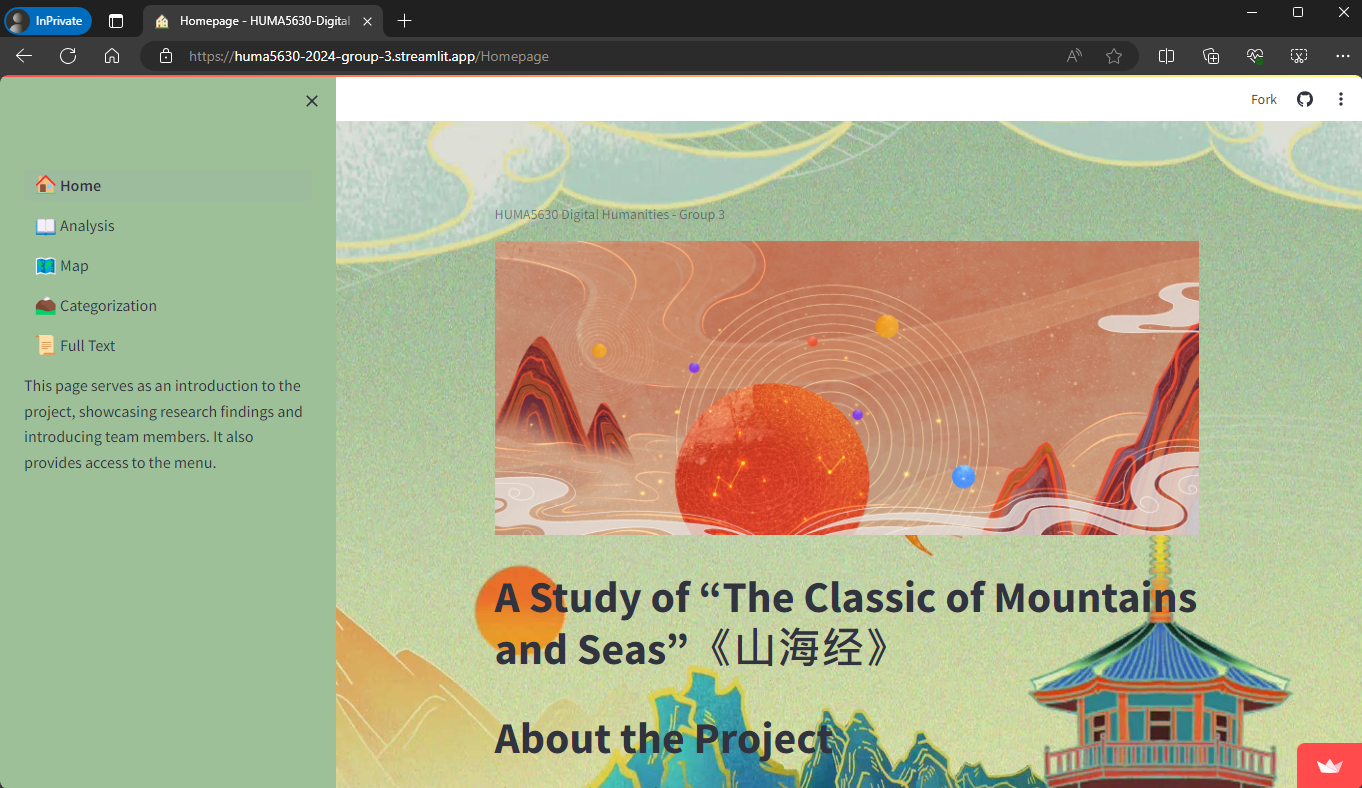 InPrivate
Homepage - HUMA5630-Digital
https://huma5630-2024-group-3.streamlit.app/Homepage
Fork
Home
Analysis
Map
Categorization
Full Text
This page serves as an introduction to the
project, showcasing research findings and
introducing team members. It also
provides access to the menu.
HUMA5630 Digital Humanities - Group 3
A Study of “The Classic of Mountains
and Seas”《山海经》
About the Project